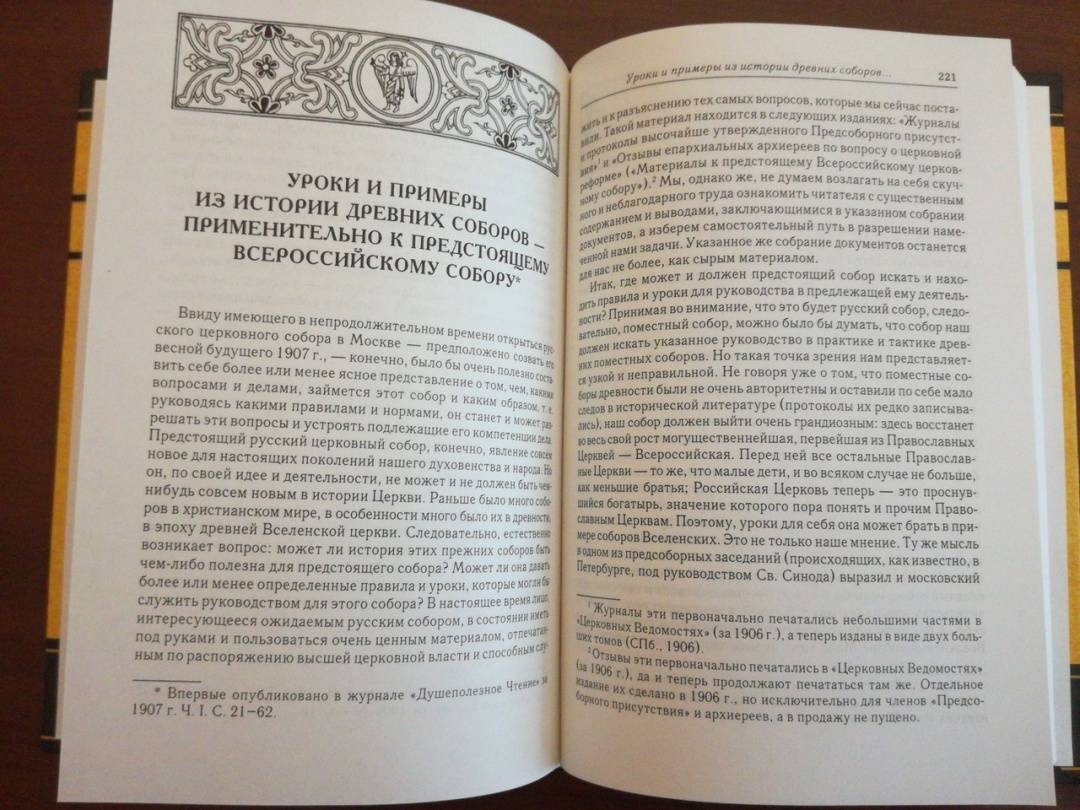 УРОКИ И ПРИМЕРЫ
ИЗ ИСТОРИИ ДРЕВНИХ СОБОРОВ —
ПРИМЕНИТЕЛЬНО К ПРЕДСТОЯЩЕМУ
ВСЕРОССИЙСКОМУ СОБОРУ*
Ввиду имеющего в непродолжительном времени открыться рус-
ского церковного собора в Москве — предположено созвать его
весной будущего 1907 г., — конечно, было бы очень полезно соста-
вить себе более или менее ясное представление о том, чем, какими
вопросами и делами, займется этот собор и каким образом, т. е.
руководясь какими правилами и нормами, он станет и может раз-
решать эти вопросы и устроять подлежащие его компетенции дела.
Предстоящий русский церковный собор, конечно, явление совсем
новое для настоящих поколений нашего духовенства и народа. Но
он, по своей идее и деятельности, не может и не должен быть чем-
нибудь совсем новым в истории Церкви. Раньше было много собо-
ров в христианском мире, в особенности много было их в древности,
в эпоху древней Вселенской церкви. Следовательно, естественно
возникает вопрос: может ли история этих прежних соборов быть
чем-либо полезна для предстоящего собора? Может ли она давать
более или менее определенные правила и уроки, которые могли бы
служить руководством для этого собора? В настоящее время лицо,
интересующееся ожидаемым русским собором, в состоянии иметь
под руками и пользоваться очень ценным материалом, отпечатан-
ным по распоряжению высшей церковной власти и способным слу-
* Впервые опубликовано в журнале «Душеполезное Чтение» за
1907 г. Ч. I. С. 21–62.
Уроки и примеры из истории древних соборов...
221
жить и к разъяснению тех самых вопросов, которые мы сейчас поста-
вили. Такой материал находится в следующих изданиях: «Журналы
и протоколы высочайше утвержденного Предсоборного присутст-
вии»¹ и «Отзывы епархиальных архиереев по вопросу о церковной
реформе» («Материалы к предстоящему Всероссийскому церков-
ному собору»).² Мы, однако же, не думаем возлагать на себя скуч-
ного и неблагодарного труда ознакомить читателя с существенным
содержанием и выводами, заключающимися в указанном собрании
документов, а изберем самостоятельный путь в разрешении наме-
ченной нами задачи. Указанное же собрание документов останется
для нас не более, как сырым материалом.
Итак, где может и должен предстоящий собор искать и нахо-
дить правила и уроки для руководства в предлежащей ему деятель-
ности? Принимая во внимание, что это будет русский собор, следо-
вательно, поместный собор, можно было бы думать, что собор наш
должен искать указанное руководство в практике и тактике древ-
них поместных соборов. Но такая точка зрения нам представляет-
ся узкой и неправильной. Не говоря уже о том, что поместные со-
боры древности были не очень авторитетны и оставили по себе мало
следов в исторической литературе (протоколы их редко записыва-
лись), наш собор должен выйти очень грандиозным: здесь восстанет
во весь свой рост могущественнейшая, первейшая из Православных
Церквей — Всероссийская. Перед ней все остальные Православ-
ные Церкви — то же, что малые дети, и во всяком случае не больше,
как меньшие братья; Российская Церковь теперь — это проснув-
шийся богатырь, значение которого пора понять и прочим Право-
славным Церквам. Поэтому, уроки для себя она может брать в при-
мере соборов Вселенских. Это не только наше мнение. Ту же мысль
в одном из предсоборных заседаний (происходящих, как известно, в
Петербурге, под руководством Св. Синода) выразил и московский
¹ Журналы эти первоначально печатались небольшими частями в
«Церковных Ведомостях» (за 1906 г.), а теперь изданы в виде двух боль-
ших томов (СПб., 1906).
² Отзывы эти первоначально печатались в «Церковных Ведомостях»
(за 1906 г.), да и теперь продолжают печататься там же. Отдельное
издание их сделано в 1906 г., но исключительно для членов «Предсо-
борного присутствия» и архиереев, а в продажу не пущено.